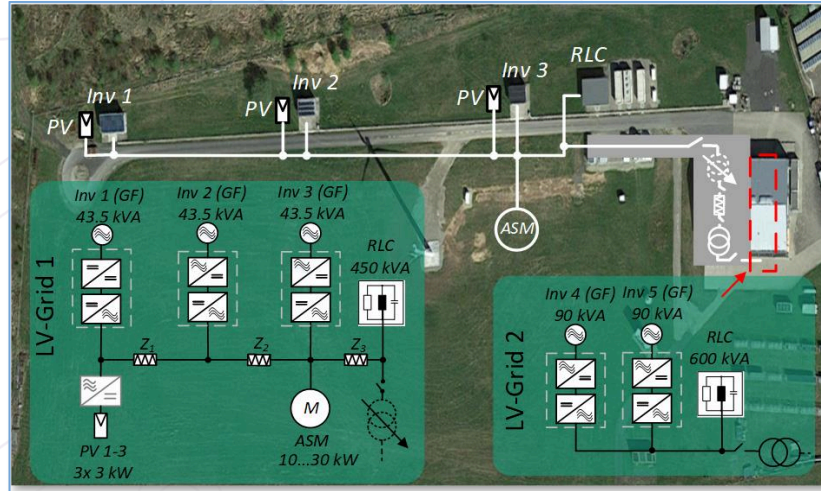 Inv 1
Inv 2
Inv 3
RLC
PV
PV
PV
ASM
LV-Grid 1
Inv 1 (GF)
43.5 kVA
Inv 2 (GF)
43.5 kVA
Inv 3 (GF)
43.5 kVA
RLC
450 kVA
Z1
Z2
Z3
M
PV 1-3
3x 3 kW
ASM
10...30 kW
LV-Grid 2
Inv 4 (GF)
90 kVA
Inv 5 (GF)
90 kVA
RLC
600 kVA